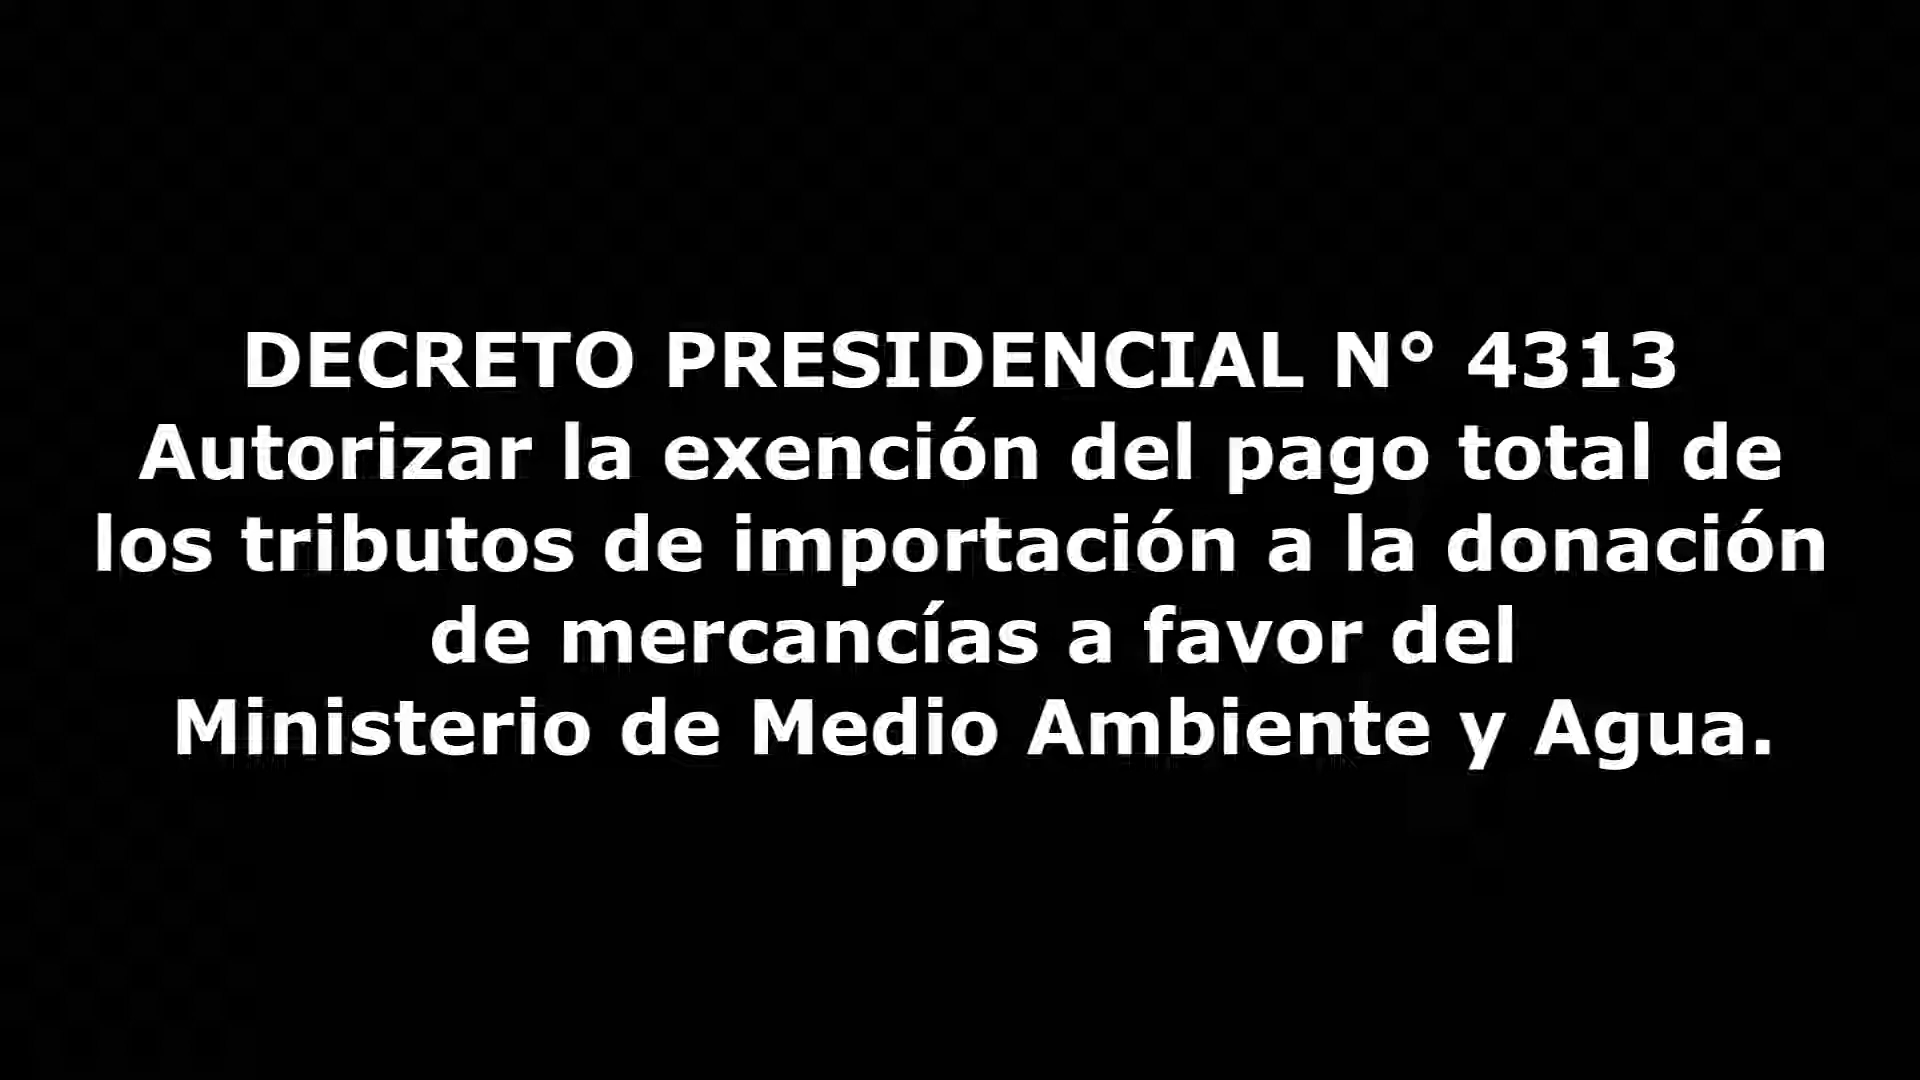 DECRETO PRESIDENCIAL N° 4313
Autorizar la exención del pago total de
los tributos de importación a la donación
de mercancías a favor del
Ministerio de Medio Ambiente y Agua.